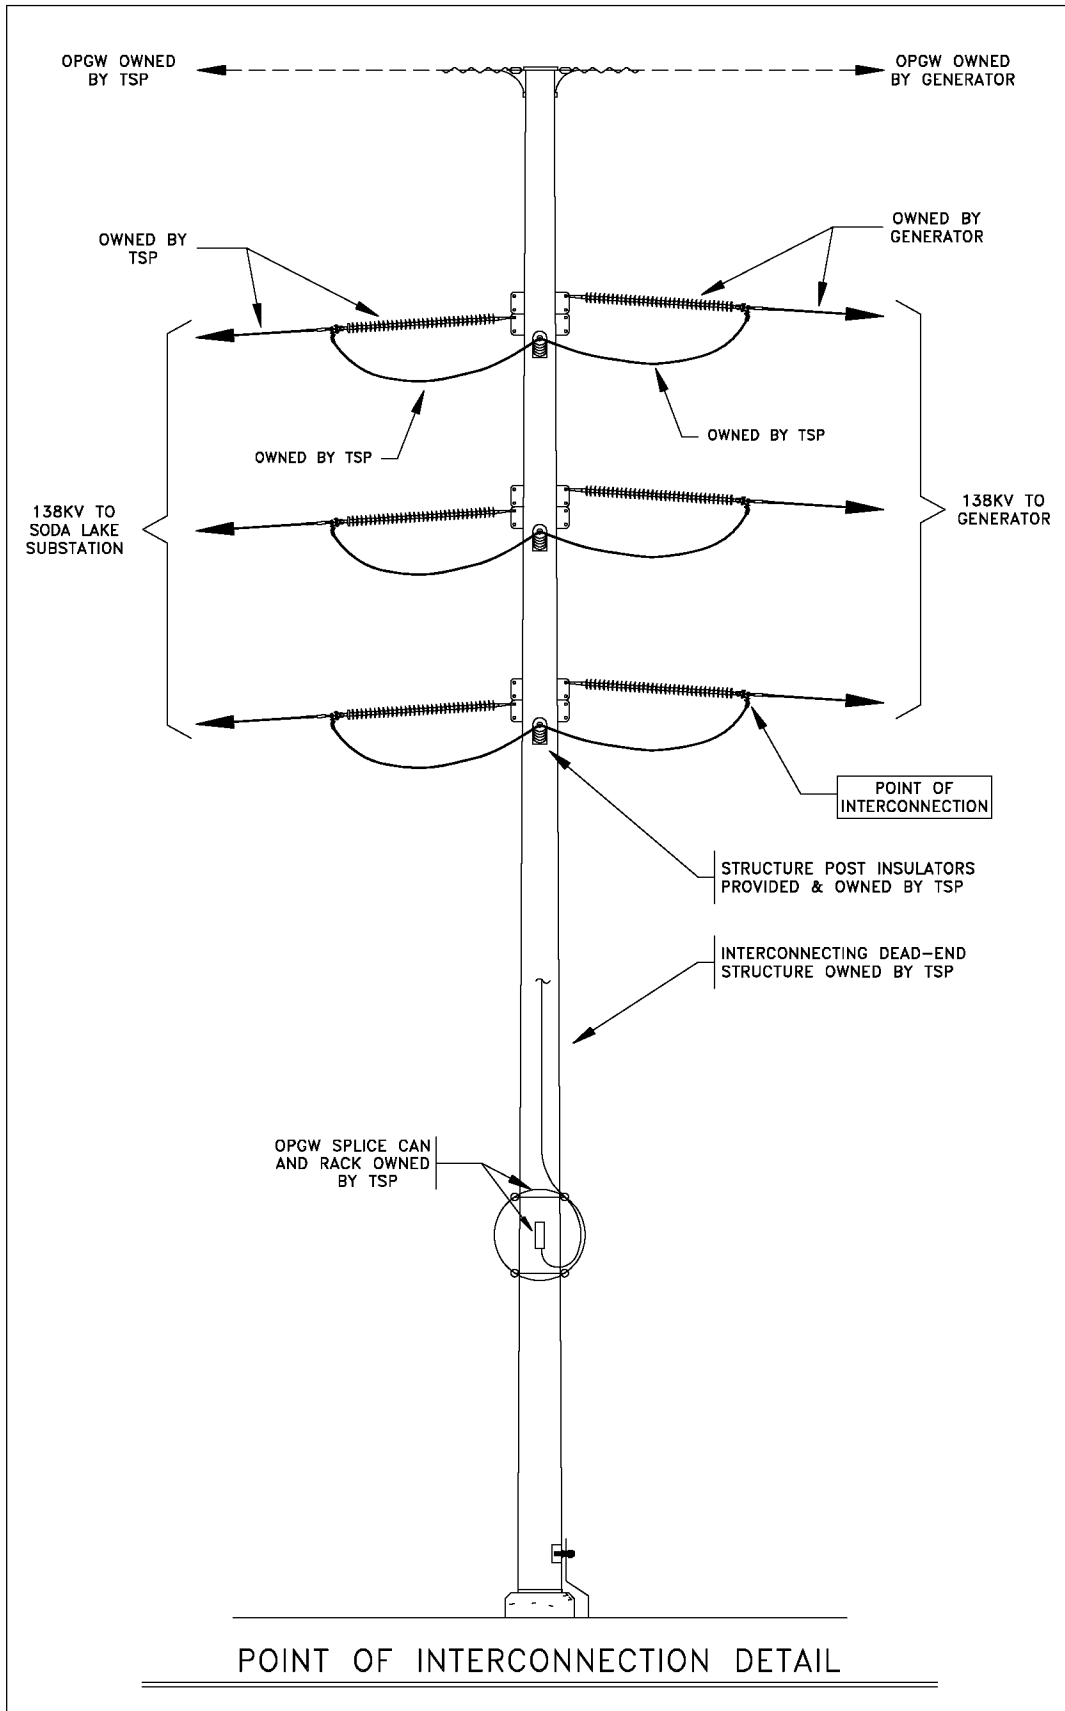 OPGW OWNED
BY TSP
OPGW OWNED
BY GENERATOR
OWNED BY
TSP
OWNED BY
GENERATOR
OWNED BY TSP
OWNED BY TSP
138KV TO
SODA LAKE
SUBSTATION
138KV TO
GENERATOR
POINT OF
INTERCONNECTION
STRUCTURE POST INSULATORS
PROVIDED & OWNED BY TSP
INTERCONNECTING DEAD-END
STRUCTURE OWNED BY TSP
OPGW SPLICE CAN
AND RACK OWNED
BY TSP
POINT OF INTERCONNECTION DETAIL